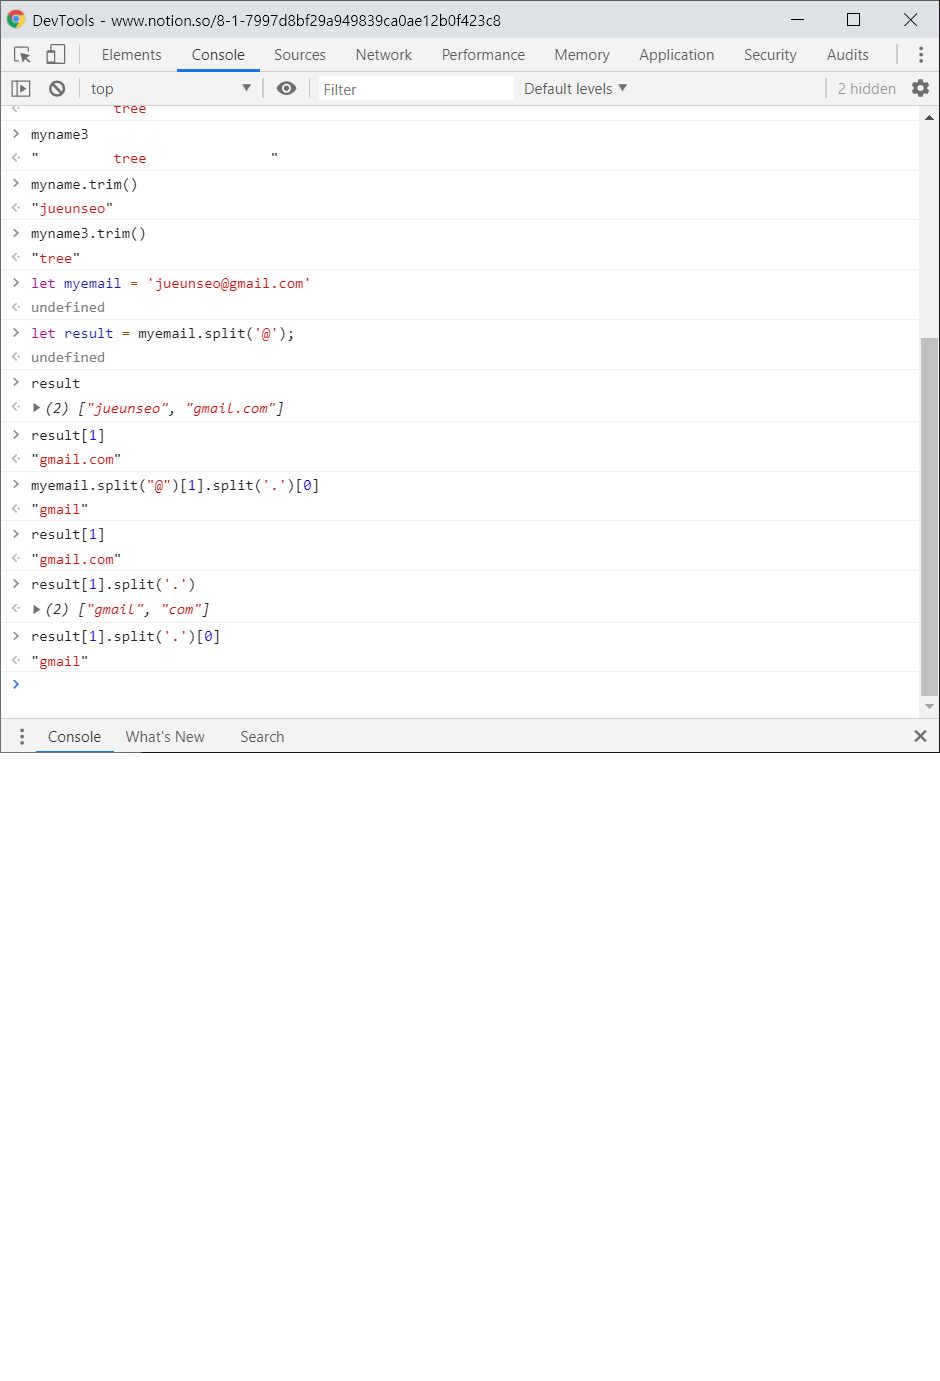 DevTools - www.notion.so/8-1-7997d8bf29a949839ca0ae12b0f423c8
Elements Console Sources Network Performance Memory Application Security Audits
top Filter Default levels 2 hidden
tree
myname3
"         tree               "
myname.trim()
"jueunseo"
myname3.trim()
"tree"
let myemail = 'jueunseo@gmail.com'
undefined
let result = myemail.split('@');
undefined
result
(2) ["jueunseo", "gmail.com"]
result[1]
"gmail.com"
myemail.split("@")[1].split('.')[0]
"gmail"
result[1]
"gmail.com"
result[1].split('.')
(2) ["gmail", "com"]
result[1].split('.')[0]
"gmail"
Console What's New Search